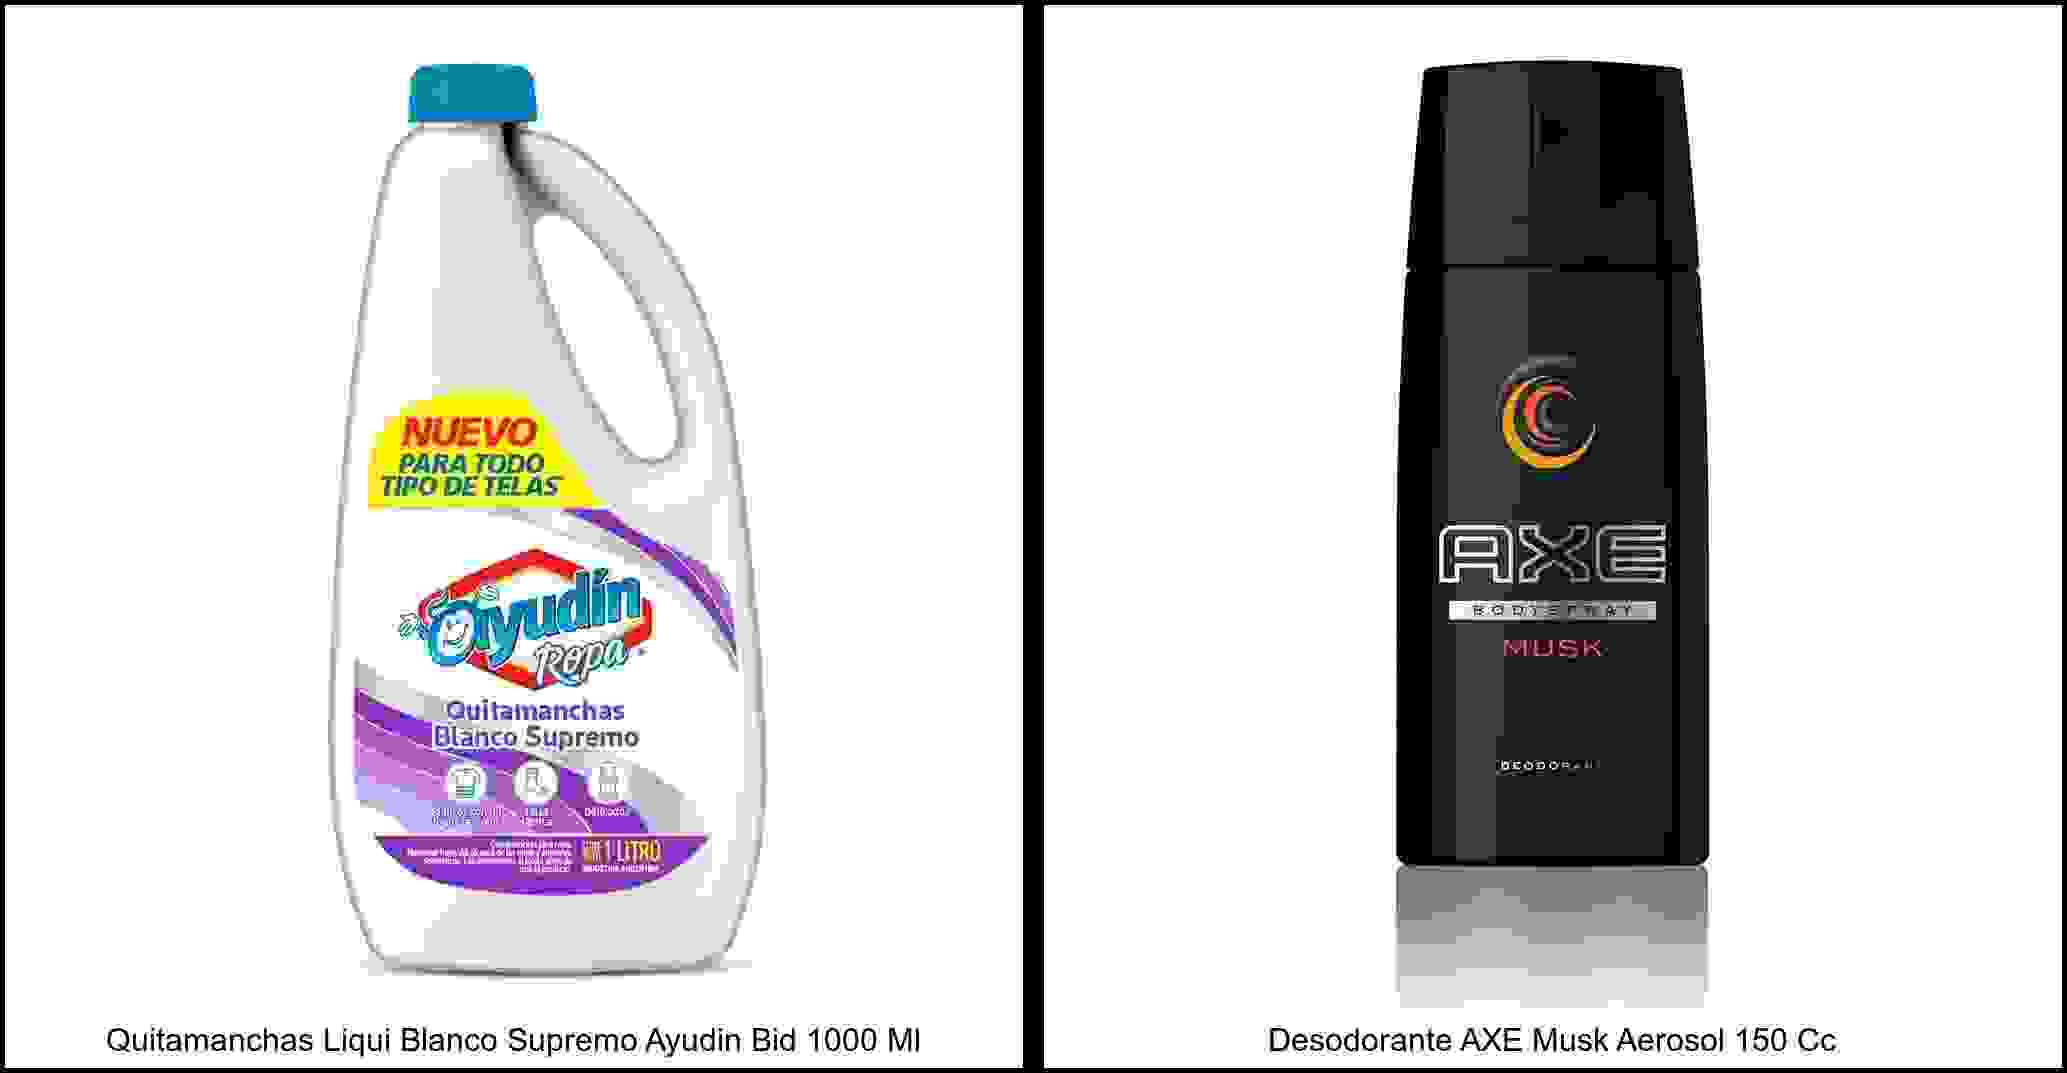 NUEVO
PARA TODO
TIPO DE TELAS
Ayudín
Ropa
Quitamanchas
Blanco Supremo
1 LITRO
Quitamanchas Liqui Blanco Supremo Ayudin Bid 1000 Ml
AXE
BODYSPRAY
MUSK
DEODORANT
Desodorante AXE Musk Aerosol 150 Cc